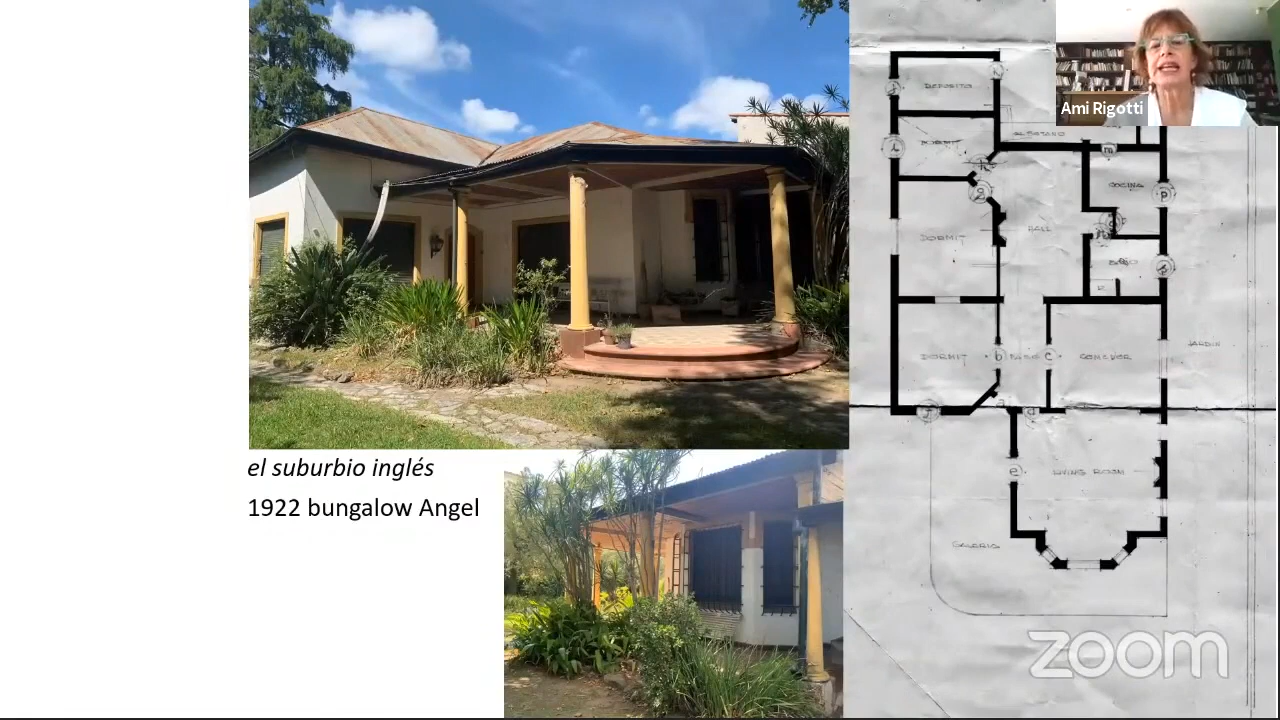 Ami Rigotti
DEPOSITO
DORMIT
COCINA
HALL
DORMIT
BAÑO
DORMIT
COMEDOR
JARDIN
LIVING ROOM
GALERIA
el suburbio inglés
1922 bungalow Angel
zoom